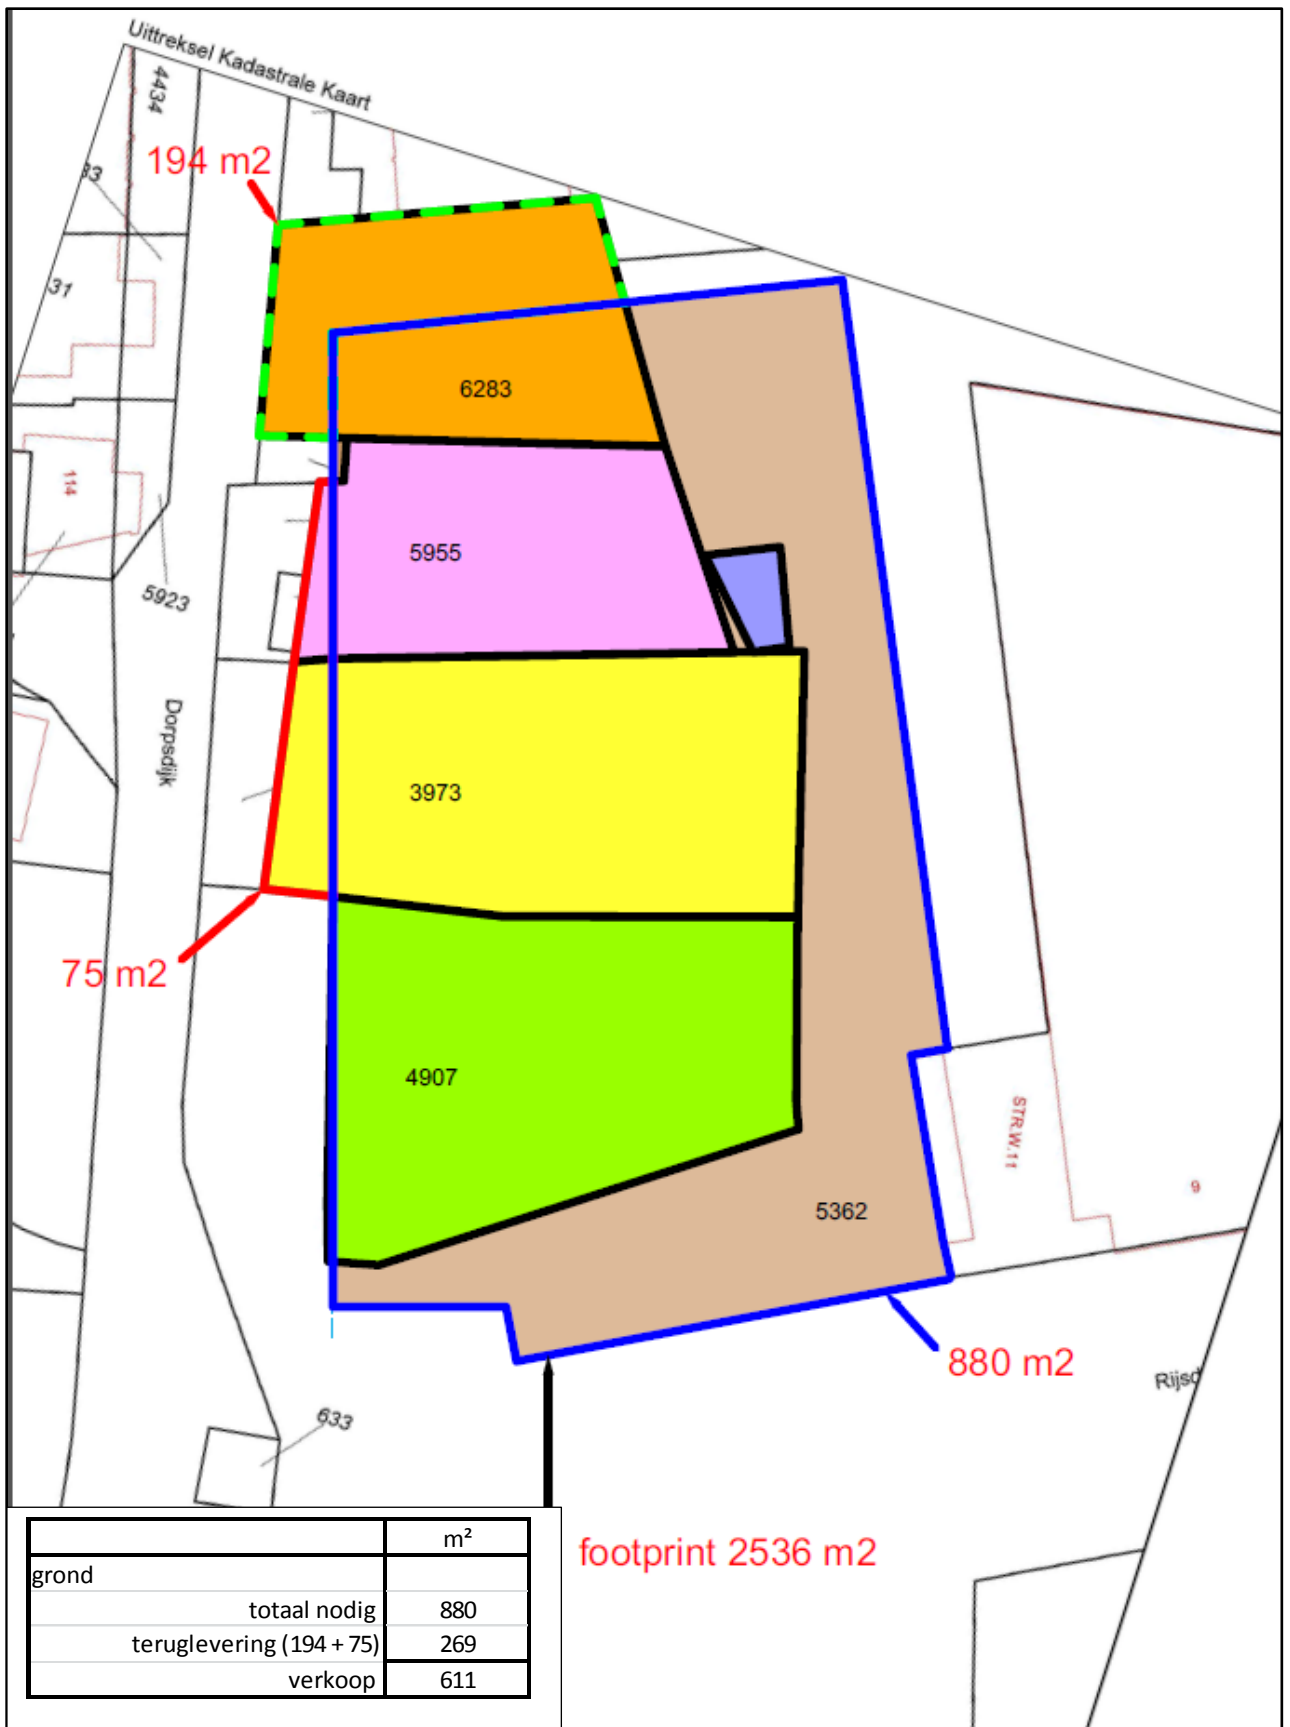 Uittreksel Kadastrale Kaart
4434
194 m2
33
31
6283
114
5955
5923
Dorpsdijk
3973
75 m2
4907
STR.W.11
9
5362
880 m2
633
footprint 2536 m2
m²
grond
totaal nodig 880
teruglevering (194 + 75) 269
verkoop 611